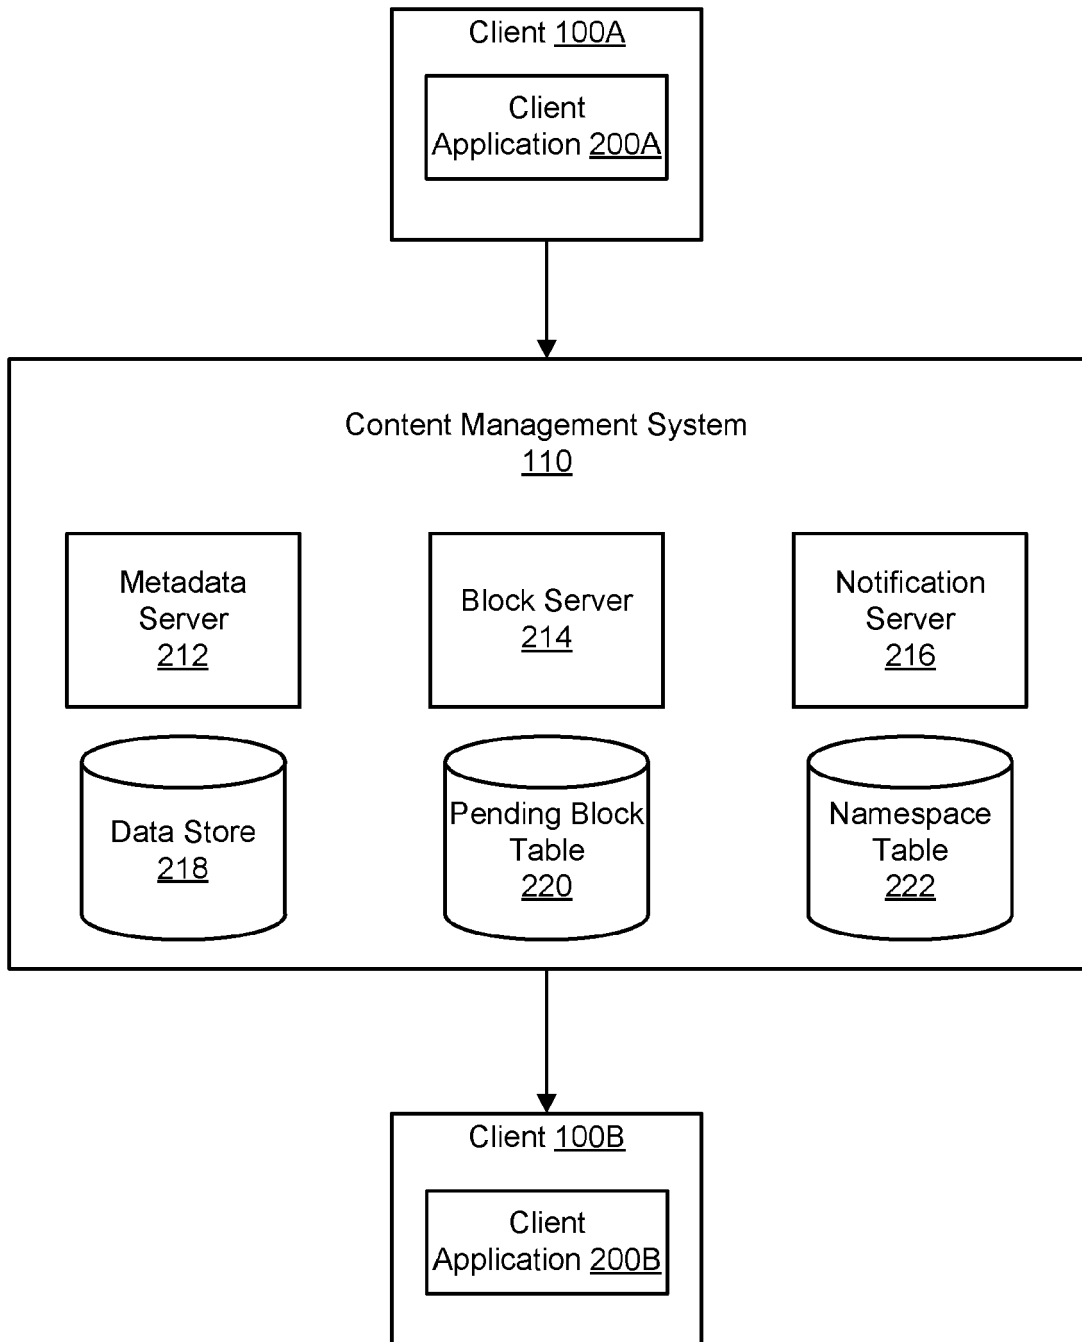 Client 100A
Client
Application 200A
Content Management System
110
Metadata
Server
212
Block Server
214
Notification
Server
216
Data Store
218
Pending Block
Table
220
Namespace
Table
222
Client 100B
Client
Application 200B